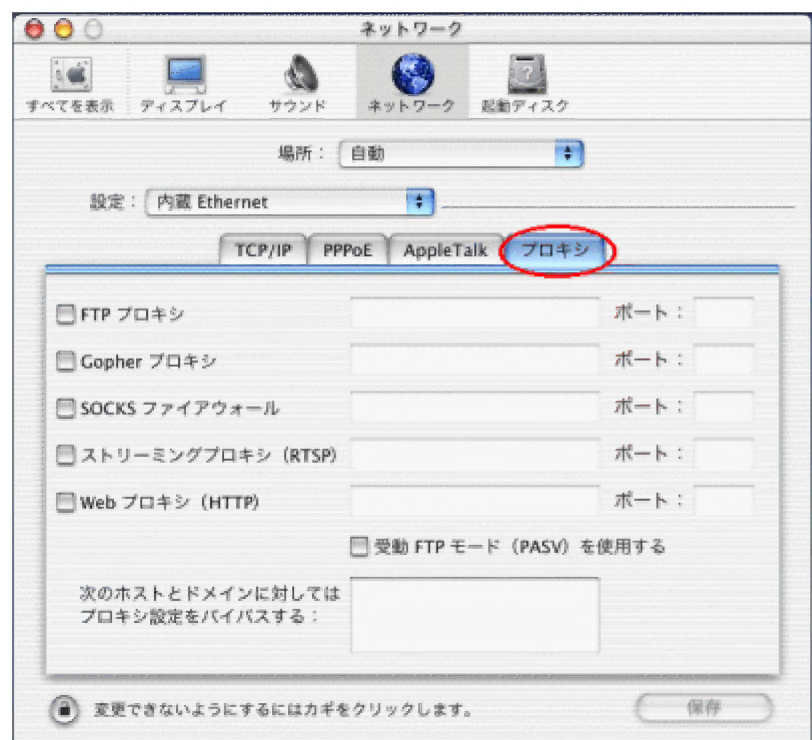 ネットワーク
すべてを表示 ディスプレイ サウンド ネットワーク 起動ディスク
場所： 自動
設定： 内蔵 Ethernet
TCP/IP PPPoE AppleTalk プロキシ
FTP プロキシ ポート：
Gopher プロキシ ポート：
SOCKS ファイアウォール ポート：
ストリーミングプロキシ（RTSP） ポート：
Web プロキシ（HTTP） ポート：
受動 FTP モード（PASV）を使用する
次のホストとドメインに対しては
プロキシ設定をバイパスする：
変更できないようにするにはカギをクリックします。 保存